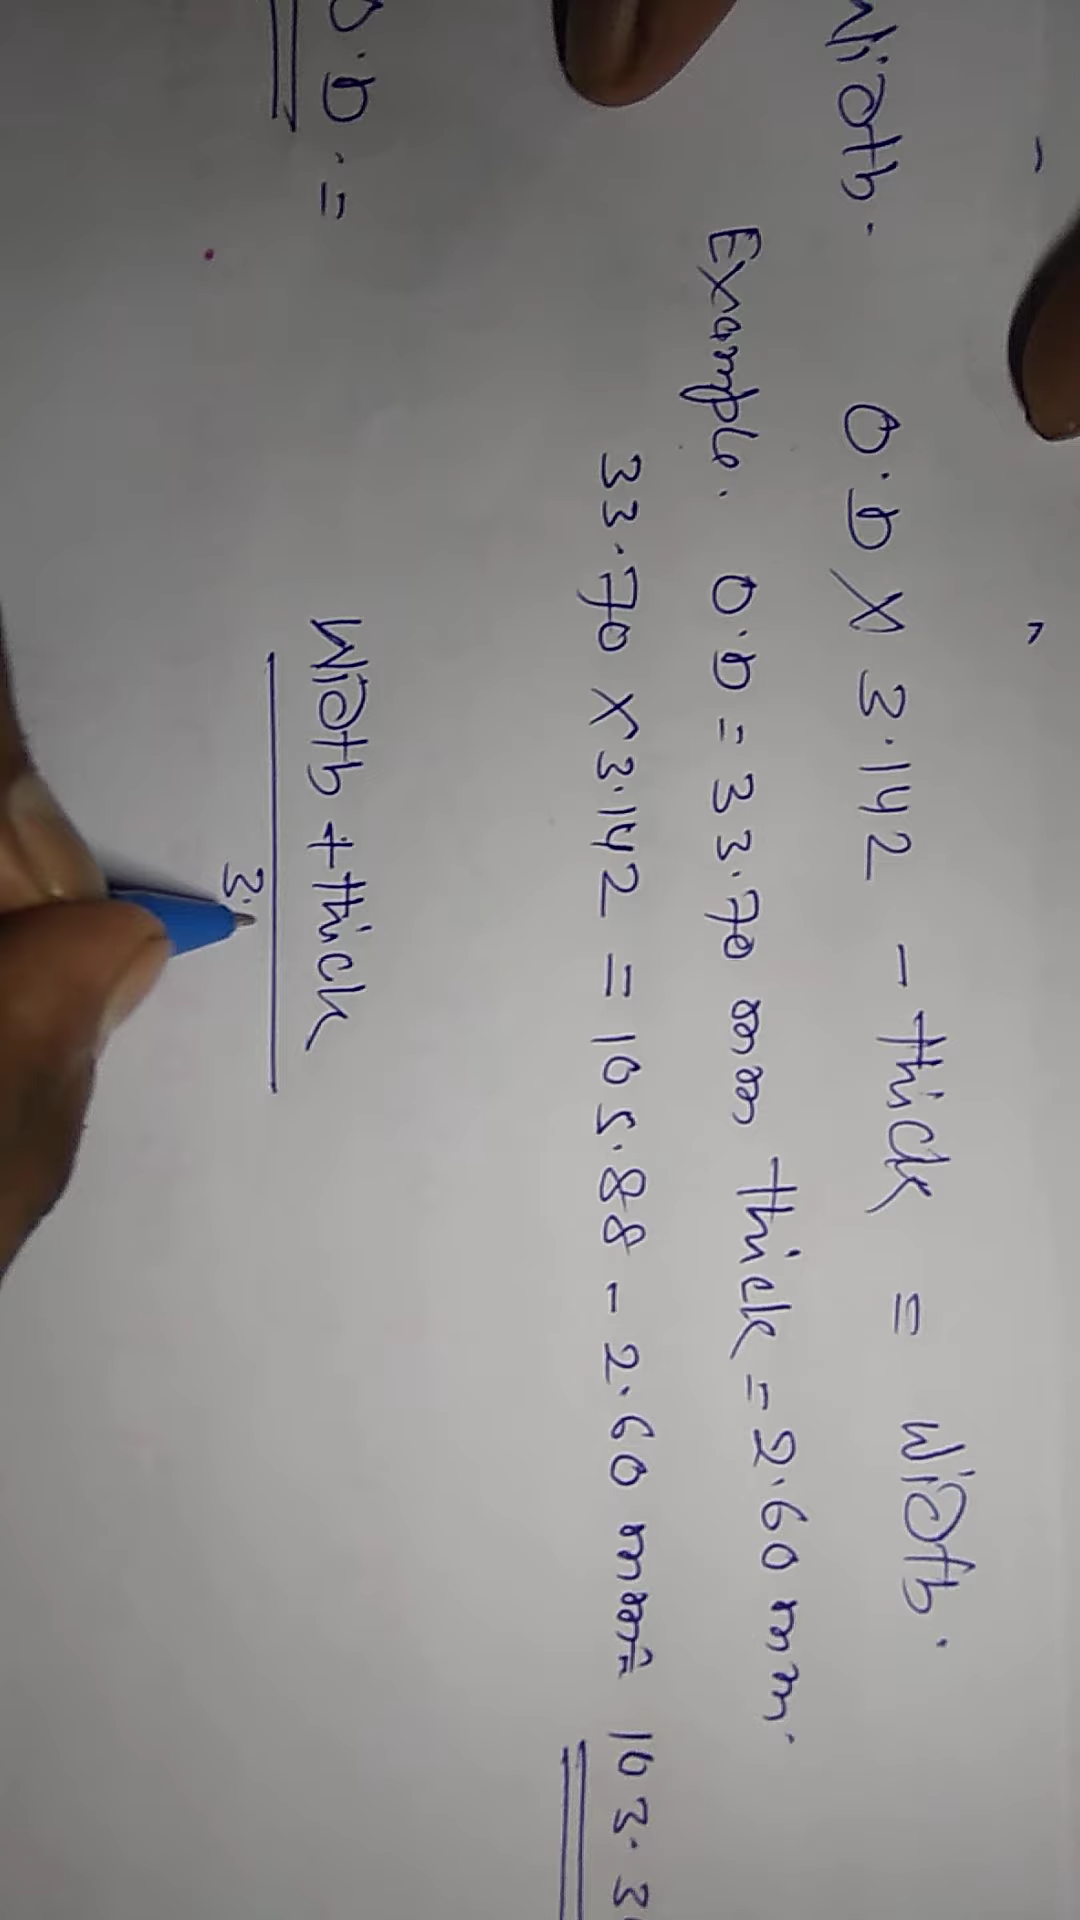 Width. O.D X 3.142 - thick = Width.
Example. O.D = 33.70 mm thick = 2.60 mm.
33.70 X 3.142 = 105.88 - 2.60 mm = 103.3
O.D. = Width + thick
3.